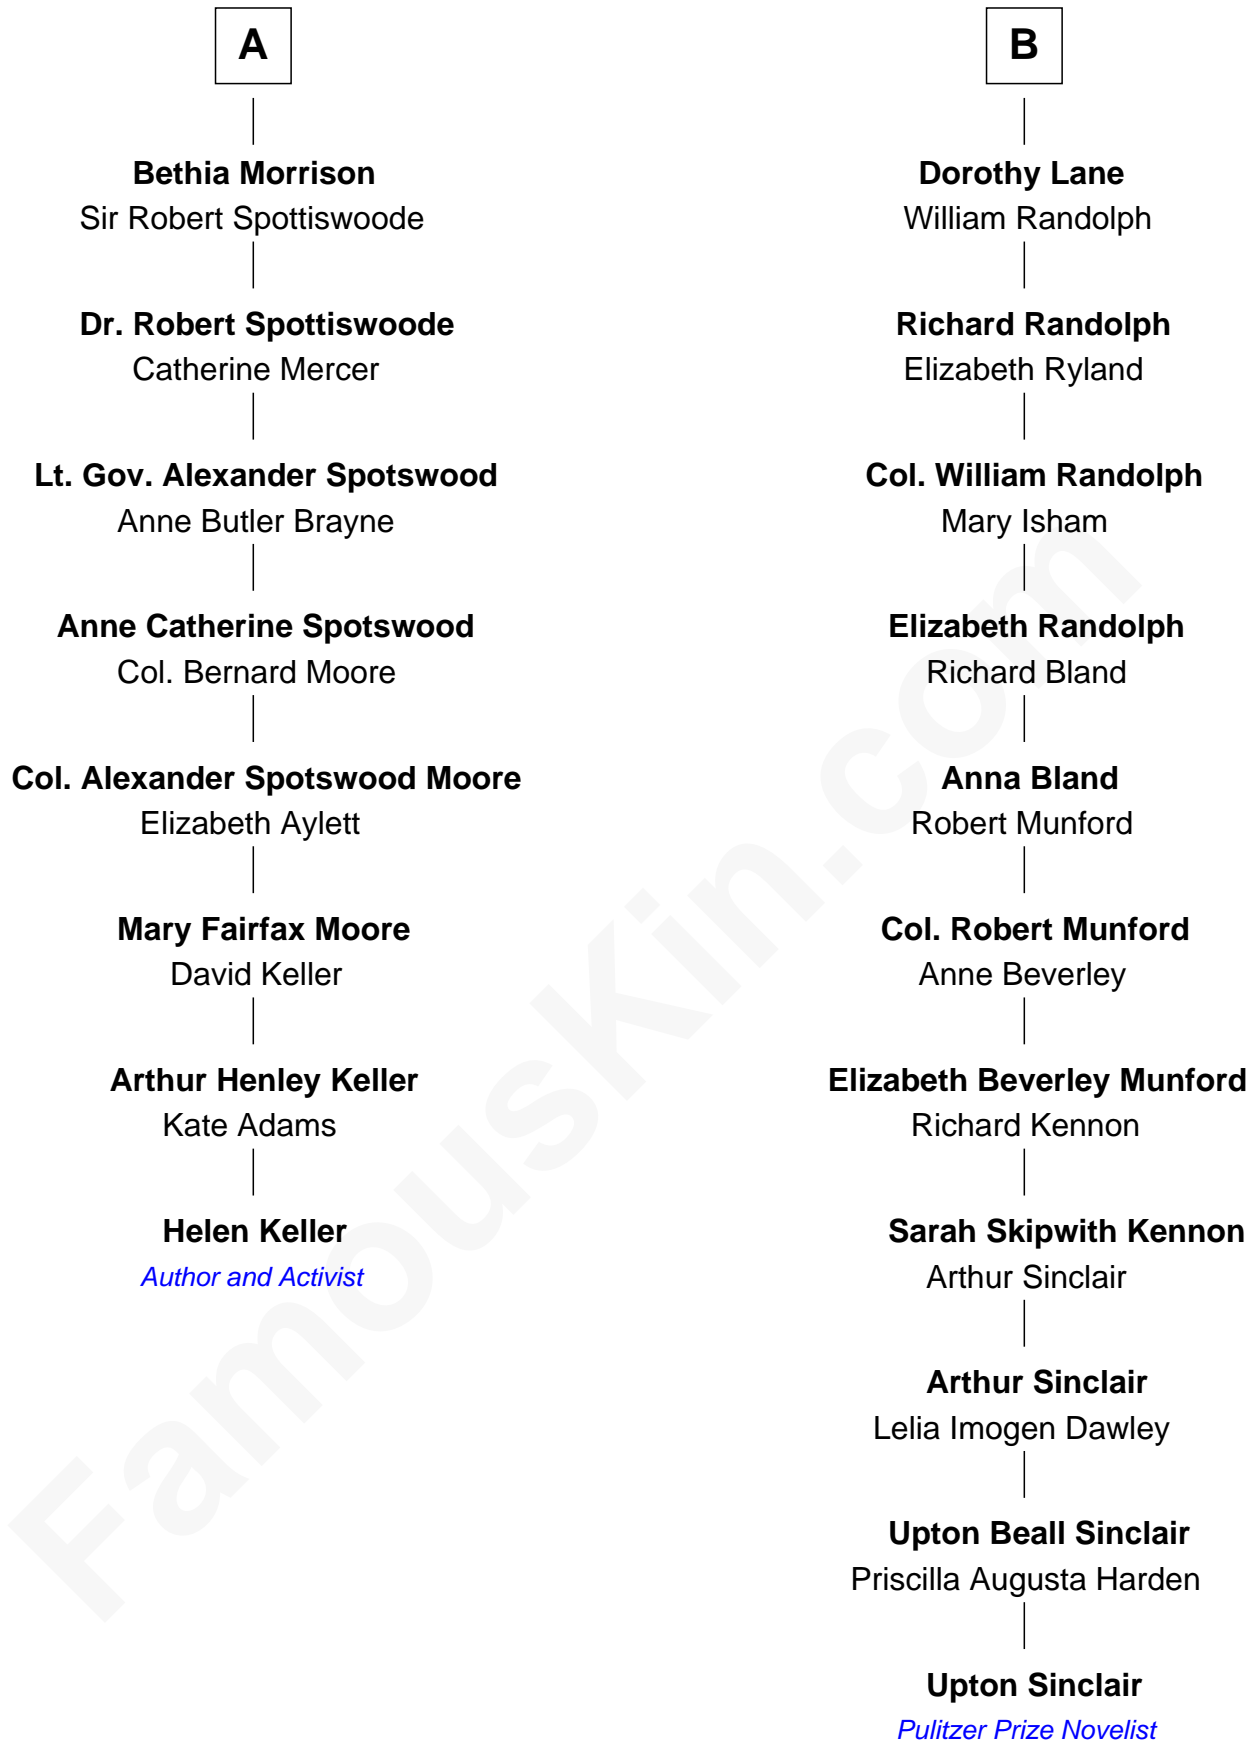 A
Bethia Morrison
Sir Robert Spottiswoode
Dr. Robert Spottiswoode
Catherine Mercer
Lt. Gov. Alexander Spotswood
Anne Butler Brayne
Anne Catherine Spotswood
Col. Bernard Moore
Col. Alexander Spotswood Moore
Elizabeth Aylett
Mary Fairfax Moore
David Keller
Arthur Henley Keller
Kate Adams
Helen Keller
Author and Activist
B
Dorothy Lane
William Randolph
Richard Randolph
Elizabeth Ryland
Col. William Randolph
Mary Isham
Elizabeth Randolph
Richard Bland
Anna Bland
Robert Munford
Col. Robert Munford
Anne Beverley
Elizabeth Beverley Munford
Richard Kennon
Sarah Skipwith Kennon
Arthur Sinclair
Arthur Sinclair
Lelia Imogen Dawley
Upton Beall Sinclair
Priscilla Augusta Harden
Upton Sinclair
Pulitzer Prize Novelist
FamousKin.com